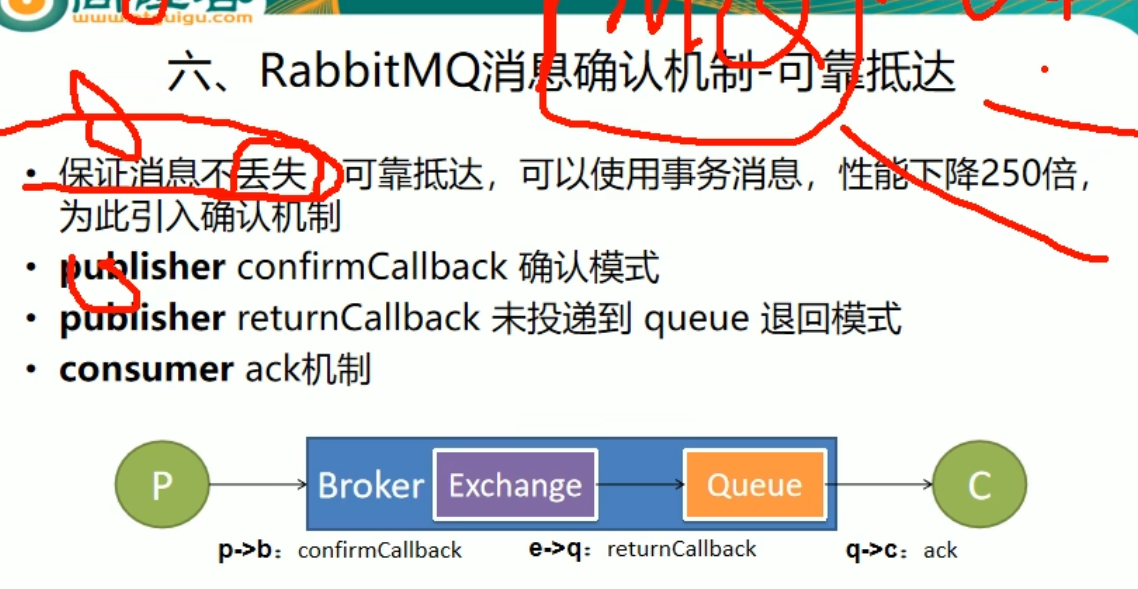 六、RabbitMQ消息确认机制-可靠抵达
• 保证消息不丢失，可靠抵达，可以使用事务消息，性能下降250倍，
为此引入确认机制
• publisher confirmCallback 确认模式
• publisher returnCallback 未投递到 queue 退回模式
• consumer ack机制
P
Broker
Exchange
Queue
C
p->b：confirmCallback
e->q：returnCallback
q->c：ack